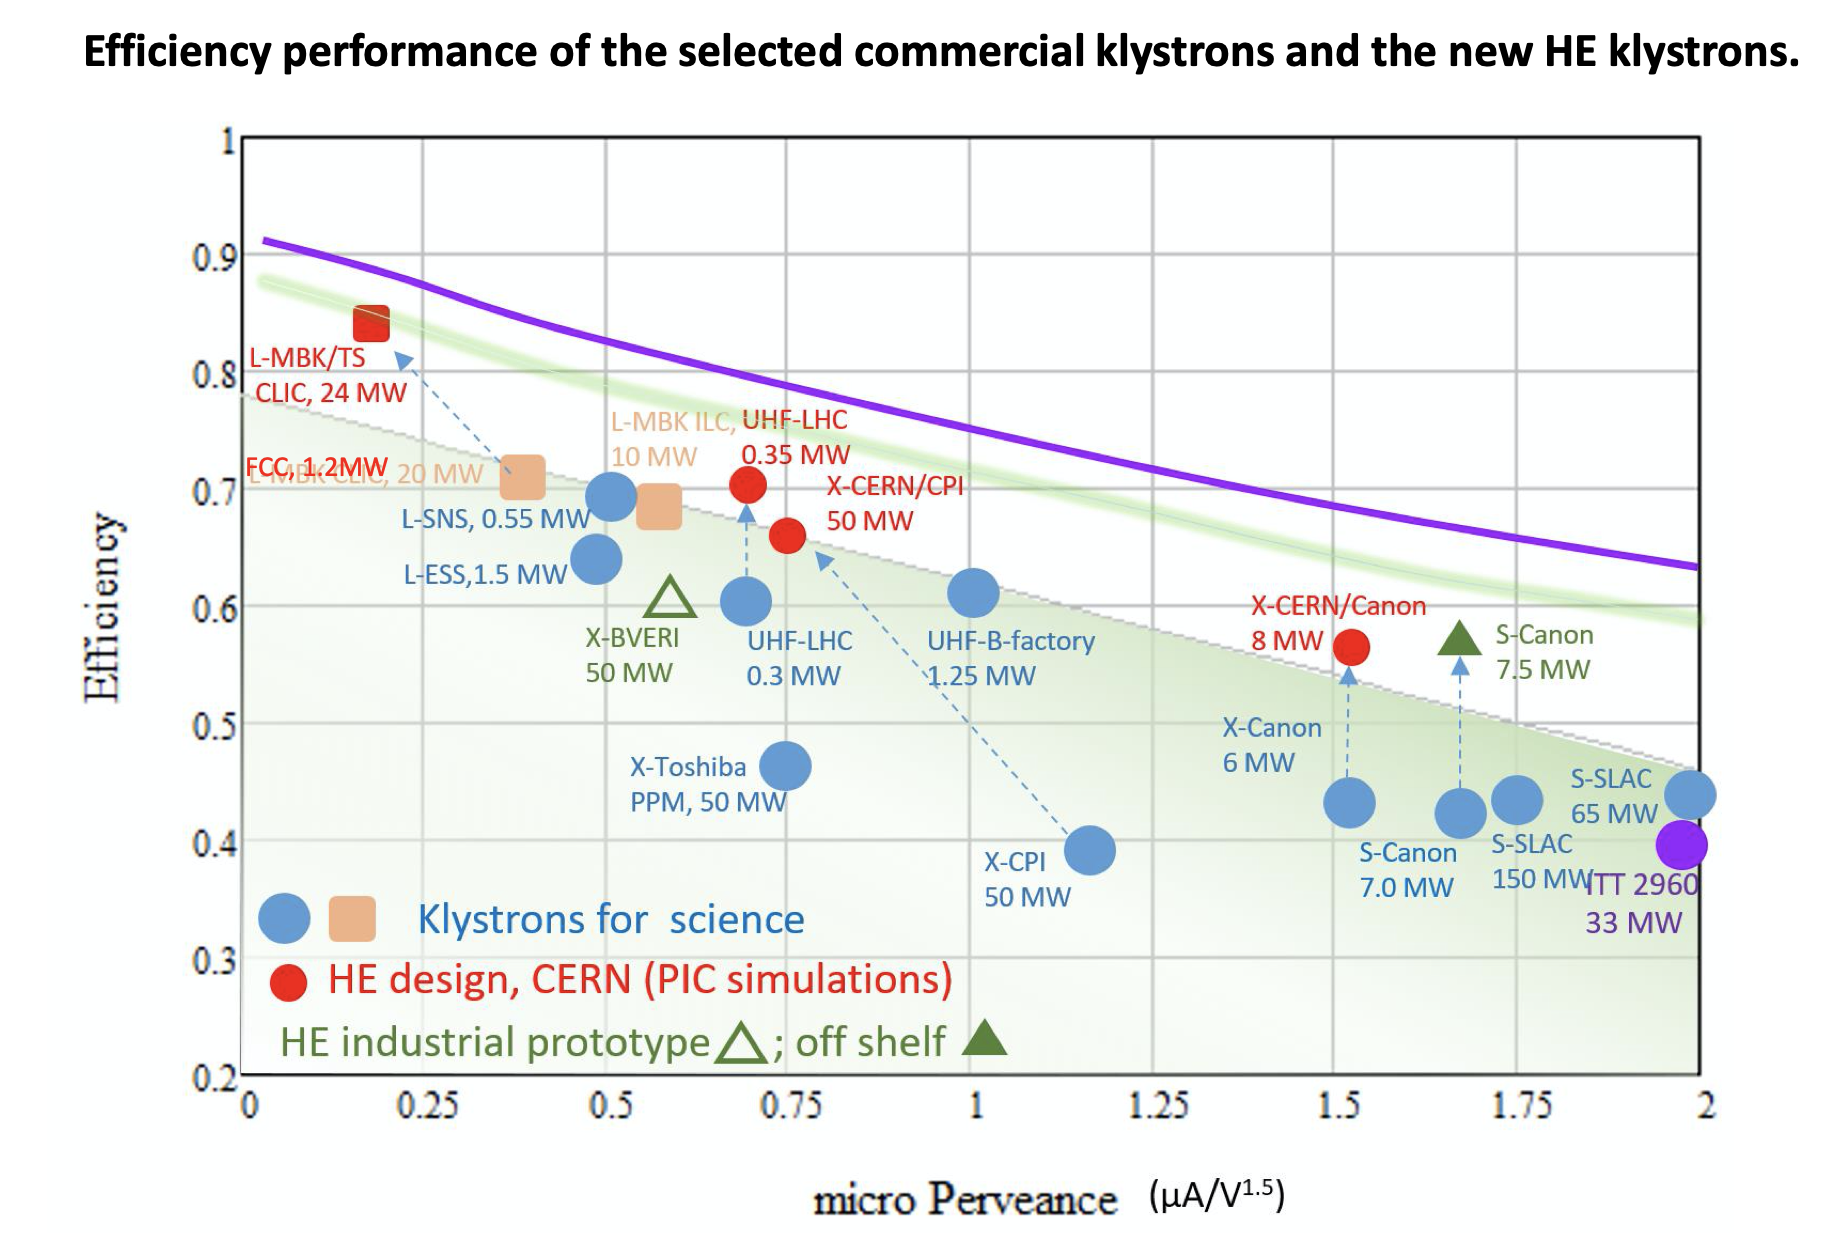 Efficiency performance of the selected commercial klystrons and the new HE klystrons.
1
0.9
0.8
0.7
0.6
0.5
0.4
0.3
0.2
Efficiency
L-MBK/TS
CLIC, 24 MW
FCC, 1.2MW
L-MBK CLIC, 20 MW
L-MBK ILC,
10 MW
UHF-LHC
0.35 MW
X-CERN/CPI
50 MW
L-SNS, 0.55 MW
L-ESS,1.5 MW
X-BVERI
50 MW
UHF-LHC
0.3 MW
UHF-B-factory
1.25 MW
X-CERN/Canon
8 MW
S-Canon
7.5 MW
X-Canon
6 MW
X-Toshiba
PPM, 50 MW
S-SLAC
65 MW
X-CPI
50 MW
S-Canon
7.0 MW
S-SLAC
150 MW
ITT 2960
33 MW
Klystrons for science
HE design, CERN (PIC simulations)
HE industrial prototype ; off shelf
0 0.25 0.5 0.75 1 1.25 1.5 1.75 2
micro Perveance (μA/V^1.5)